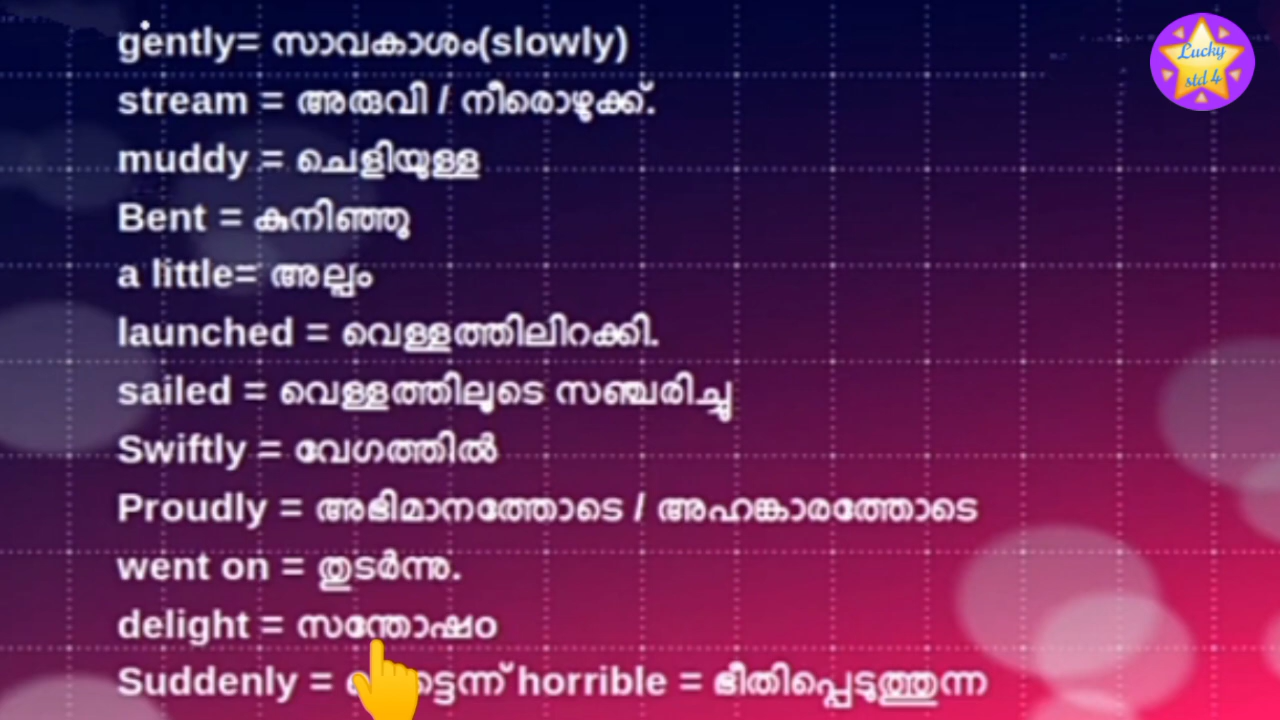 gently= സാവകാശം(slowly)
Lucky
std 4
stream = അരുവി / നീരൊഴുക്ക്.
muddy = ചെളിയുള്ള
Bent = കുനിഞ്ഞൂ
a little= അല്പം
launched = വെള്ളത്തിലിറക്കി.
sailed = വെള്ളത്തിലൂടെ സഞ്ചരിച്ചു
Swiftly = വേഗത്തിൽ
Proudly = അഭിമാനത്തോടെ / അഹങ്കാരത്തോടെ
went on = തുടർന്നു.
delight = സന്തോഷം
Suddenly = horrible = ഭീതിപ്പെടുത്തുന്ന